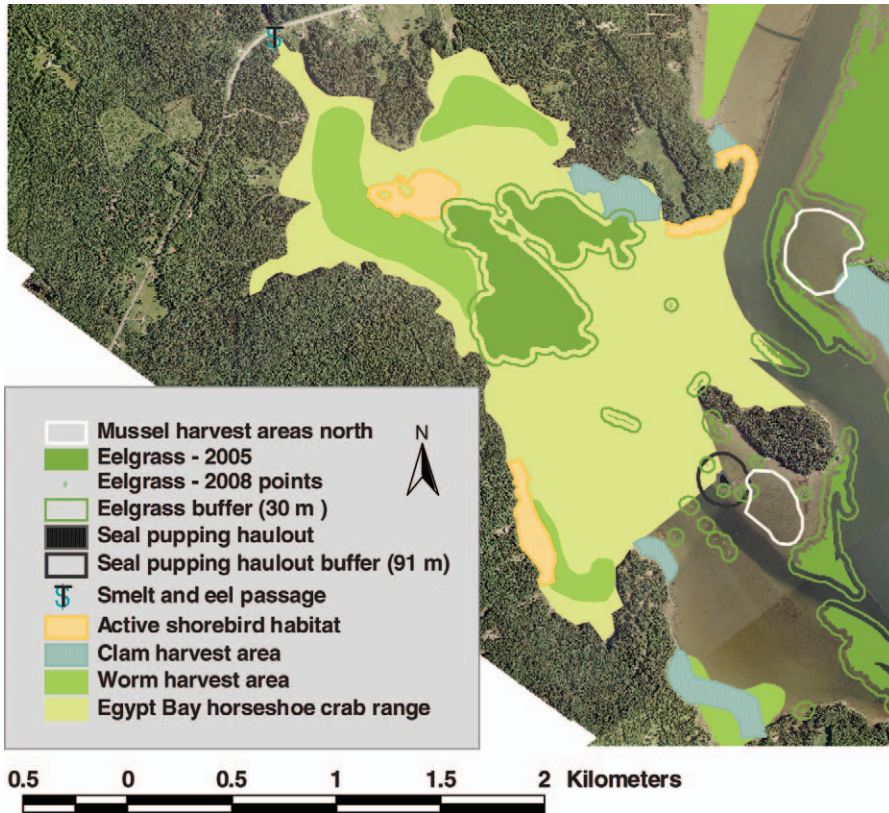 Mussel harvest areas north
Eelgrass - 2005
Eelgrass - 2008 points
Eelgrass buffer (30 m )
Seal pupping haulout
Seal pupping haulout buffer (91 m)
Smelt and eel passage
Active shorebird habitat
Clam harvest area
Worm harvest area
Egypt Bay horseshoe crab range
N
0.5 0 0.5 1 1.5 2 Kilometers